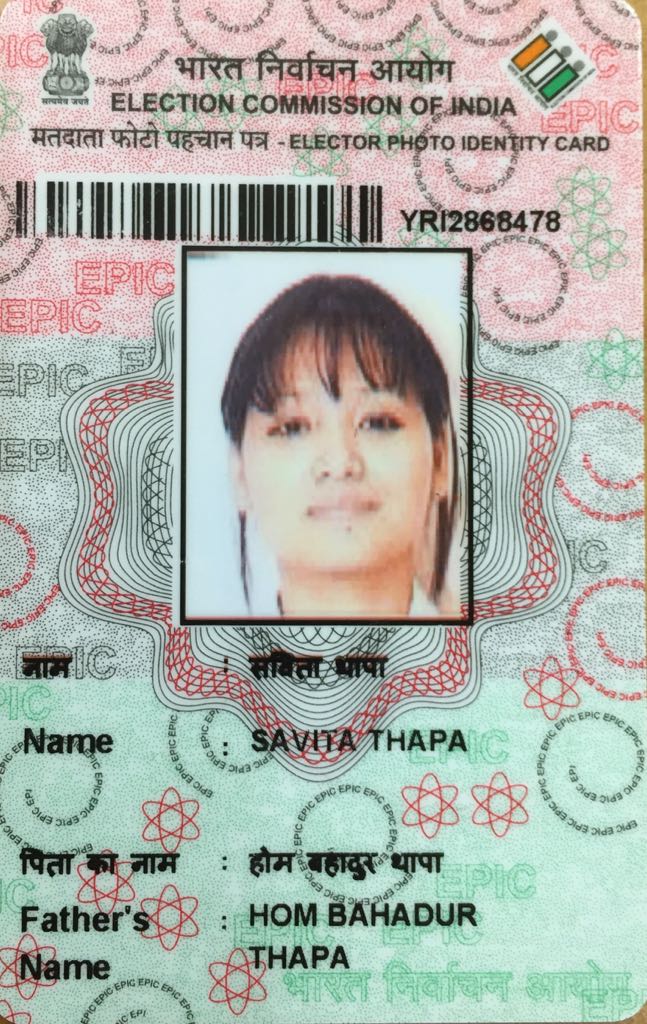 सत्यमेव जयते
भारत निर्वाचन आयोग
ELECTION COMMISSION OF INDIA
मतदाता फोटो पहचान पत्र - ELECTOR PHOTO IDENTITY CARD
YRI2868478
नाम : सविता थापा
Name : SAVITA THAPA
पिता का नाम : होम बहादुर थापा
Father's : HOM BAHADUR
Name THAPA
भारत निर्वाचन आयोग